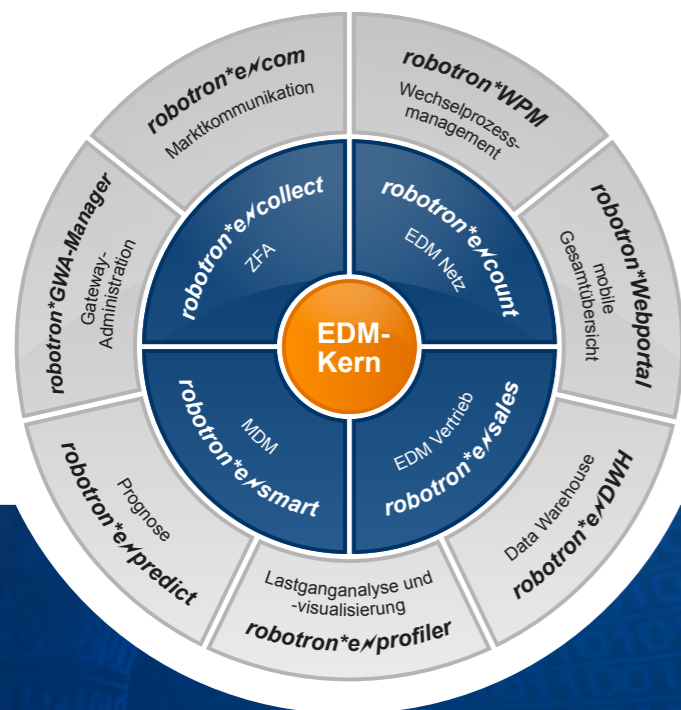 robotron*e/com
Marktkommunikation
robotron*WPM
Wechselprozess-
management
robotron*Webportal
mobile
Gesamtübersicht
Data Warehouse
robotron*e/DWH
Lastganganalyse und
-visualisierung
robotron*e/profiler
Prognose
robotron*e/predict
robotron*GWA-Manager
Gateway-
Administration
robotron*e/collect
ZFA
robotron*e/count
EDM Netz
EDM Vertrieb
robotron*e/sales
MDM
robotron*e/smart
EDM-
Kern